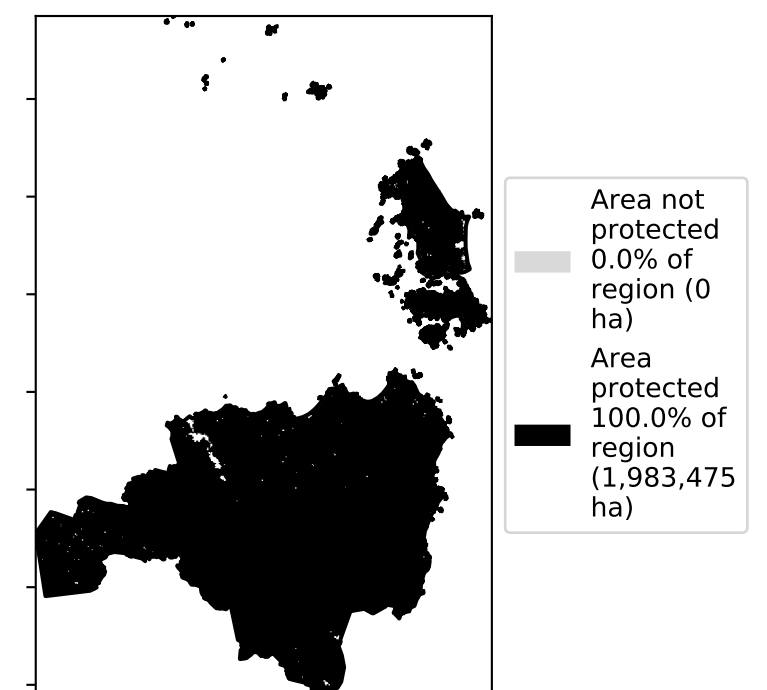 Area not
protected
0.0% of
region (0
ha)
Area
protected
100.0% of
region
(1,983,475
ha)